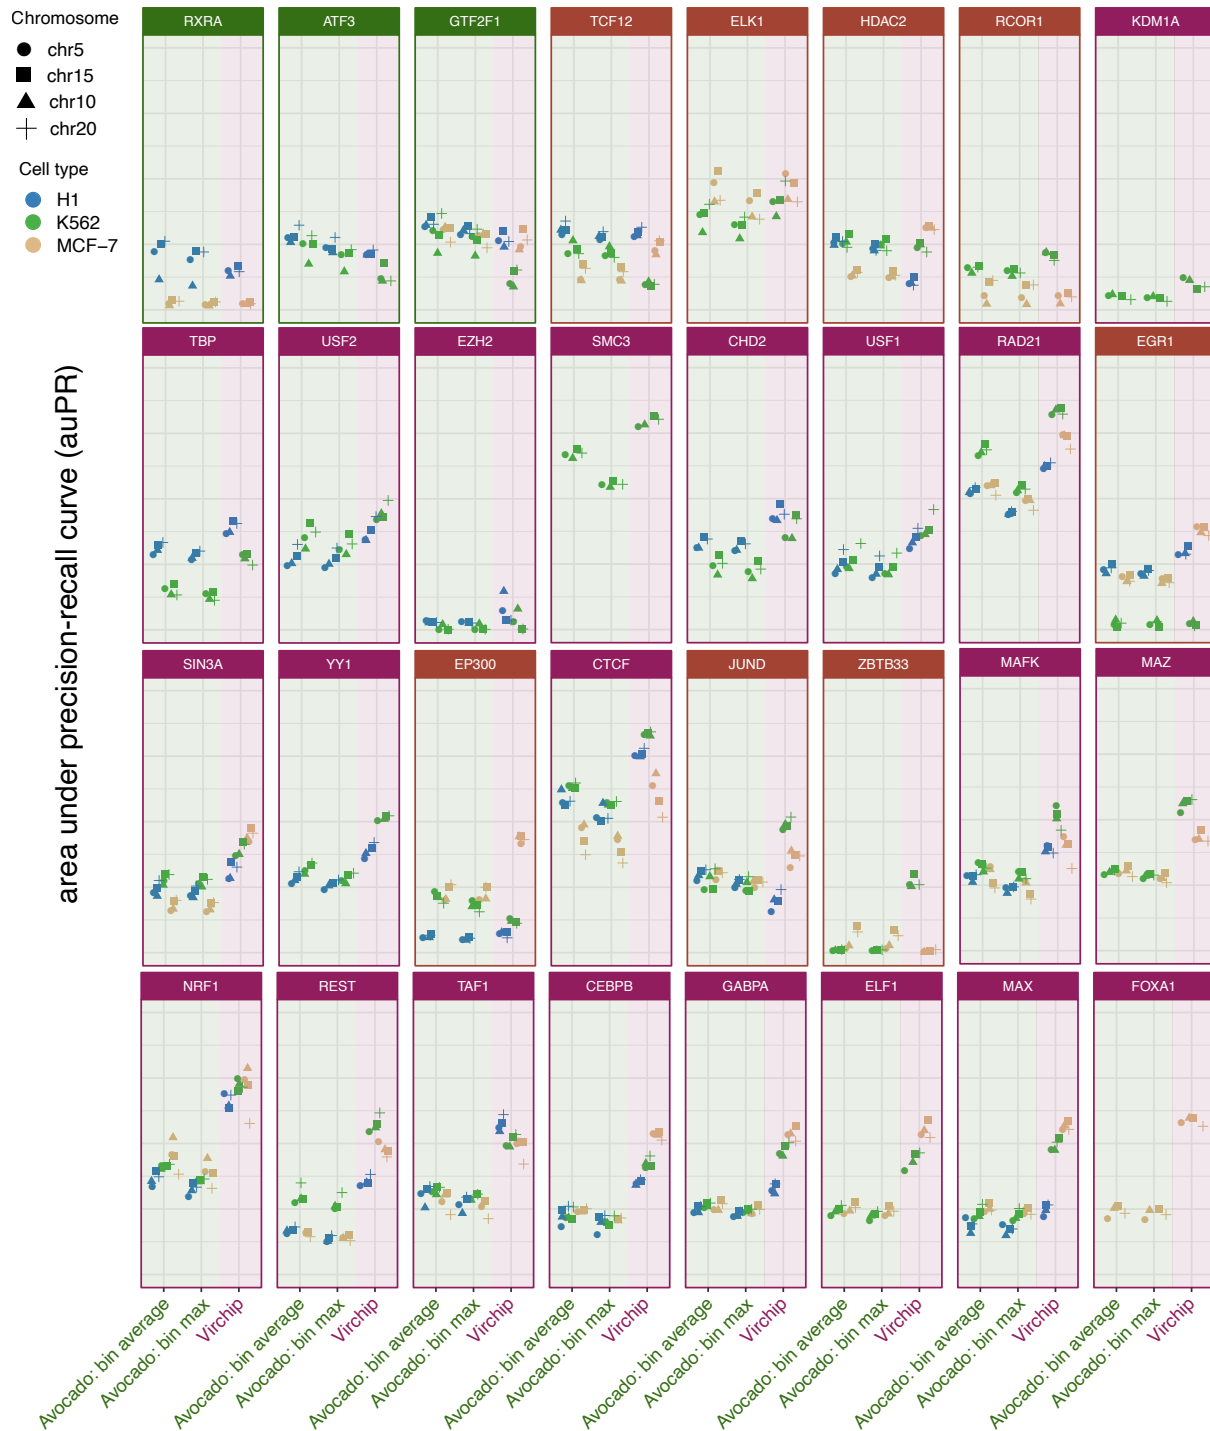 Chromosome
chr5
chr15
chr10
chr20
Cell type
H1
K562
MCF−7
area under precision-recall curve (auPR)
RXRA
ATF3
GTF2F1
TCF12
ELK1
HDAC2
RCOR1
KDM1A
TBP
USF2
EZH2
SMC3
CHD2
USF1
RAD21
EGR1
SIN3A
YY1
EP300
CTCF
JUND
ZBTB33
MAFK
MAZ
NRF1
REST
TAF1
CEBPB
GABPA
ELF1
MAX
FOXA1
Avocado: bin average
Avocado: bin max
Virchip
Avocado: bin average
Avocado: bin max
Virchip
Avocado: bin average
Avocado: bin max
Virchip
Avocado: bin average
Avocado: bin max
Virchip
Avocado: bin average
Avocado: bin max
Virchip
Avocado: bin average
Avocado: bin max
Virchip
Avocado: bin average
Avocado: bin max
Virchip
Avocado: bin average
Avocado: bin max
Virchip